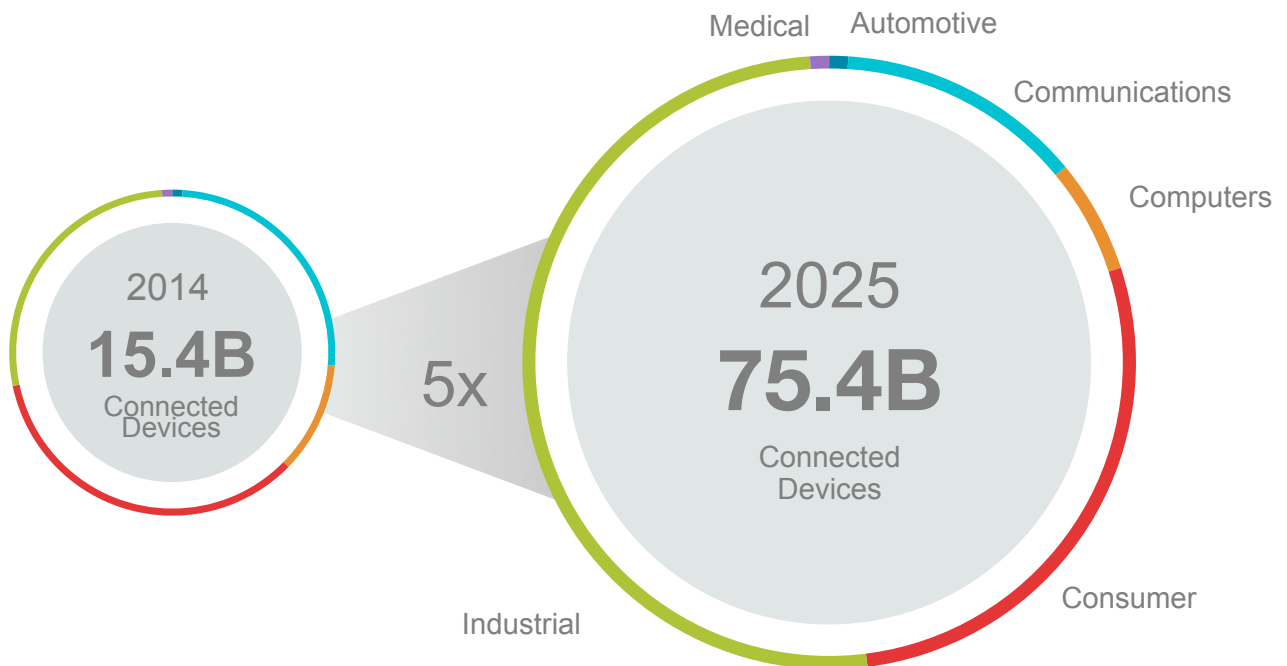 Medical
Automotive
Communications
Computers
2014
15.4B
Connected
Devices
5x
2025
75.4B
Connected
Devices
Industrial
Consumer